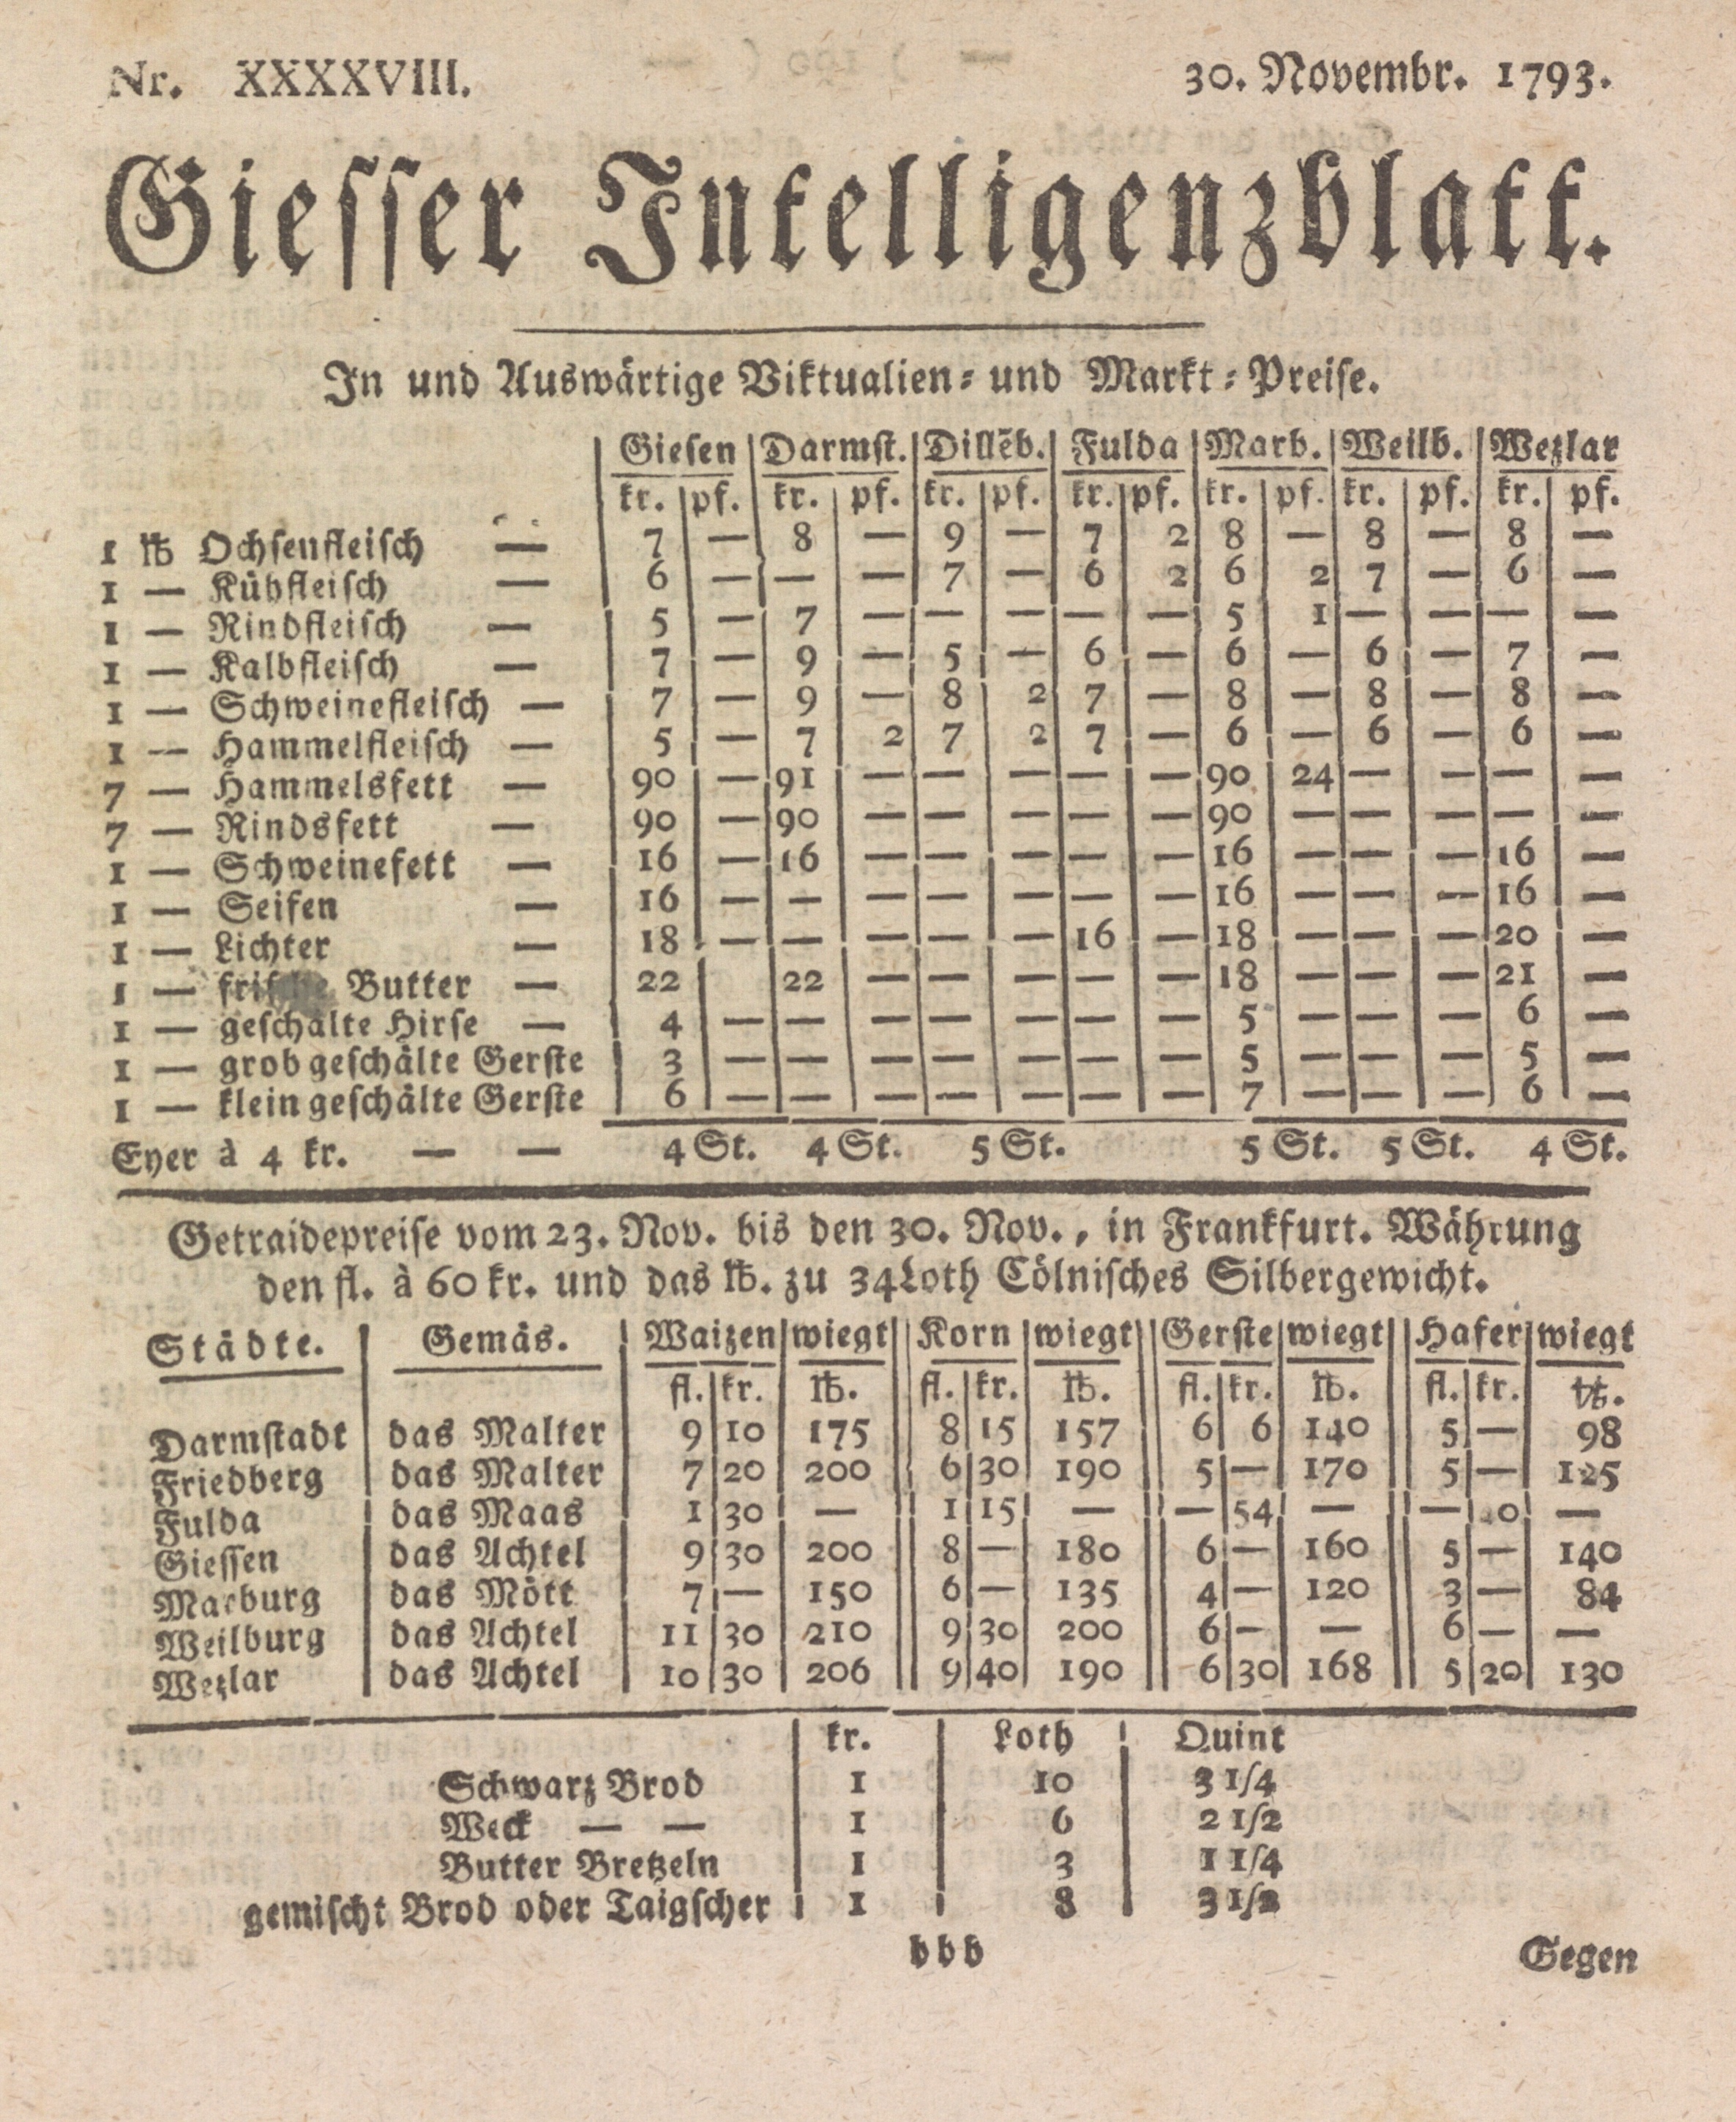 Nr. XXXXVIII. 30. Novembr. 1793.
Giesser Intelligenzblatt.
In und Auswärtige Viktualien- und Markt-Preise.
Giesen Darmst. Dillēb. Fulda Marb. Weilb. Wetzlar
kr. pf. kr. pf. kr. pf. kr. pf. kr. pf. kr. pf. kr. pf.
1 ℔ Ochsenfleisch — 7 — 8 — 9 — 7 2 8 — 8 — 8 —
1 — Kühfleisch — 6 — — — 7 — 6 2 6 2 7 — 6 —
1 — Rindfleisch — 5 — 7 — — — — — 5 1 — — — —
1 — Kalbfleisch — 7 — 9 — 5 — 6 — 6 — 6 — 7 —
1 — Schweinefleisch — 7 — 9 — 8 2 7 — 8 — 8 — 8 —
1 — Hammelfleisch — 5 — 7 2 7 2 7 — 6 — 6 — 6 —
7 — Hammelsfett — 90 — 91 — — — — — 90 24 — — — —
7 — Rindsfett — 90 — 90 — — — — — 90 — — — — —
1 — Schweinefett — 16 — 16 — — — — — 16 — — — 16 —
1 — Seifen — 16 — — — — — — — 16 — — — 16 —
1 — Lichter — 18 — — — — — 16 — 18 — — — 20 —
1 — frische Butter — 22 22 — — — — — 18 — — — 21 —
1 — geschälte Hirse — 4 — — — — — — — 5 — — — 6 —
1 — grob geschälte Gerste 3 — — — — — — — 5 — — — 5 —
1 — klein geschälte Gerste 6 — — — — — — — 7 — — — 6 —
Eyer à 4 kr. — — 4 St. 4 St. 5 St. 5 St. 5 St. 4 St.
Getraidepreise vom 23. Nov. bis den 30. Nov., in Frankfurt. Währung
den fl. à 60 kr. und das ℔. zu 34 Loth Cölnisches Silbergewicht.
Städte. Gemäs. Waizen wiegt Korn wiegt Gerste wiegt Hafer wiegt
fl. kr. ℔. fl. kr. ℔. fl. kr. ℔. fl. kr. ℔.
Darmstadt das Malter 9 10 175 8 15 157 6 6 140 5 — 98
Friedberg das Malter 7 20 200 6 30 190 5 — 170 5 — 125
Fulda das Maas 1 30 — 1 15 — — 54 — — —
Giessen das Achtel 9 30 200 8 — 180 6 — 160 5 — 140
Marburg das Mött 7 — 150 6 — 135 4 — 120 3 — 84
Weilburg das Achtel 11 30 210 9 30 200 6 — — 6 — —
Wetzlar das Achtel 10 30 206 9 40 190 6 30 168 5 20 130
kr. Loth Quint
Schwarz Brod 1 10 3 1/4
Weck — — 1 6 2 1/2
Butter Bretzeln 1 3 1 1/4
gemischt Brod oder Taigscher 1 8 3 1/2
bbb Gegen